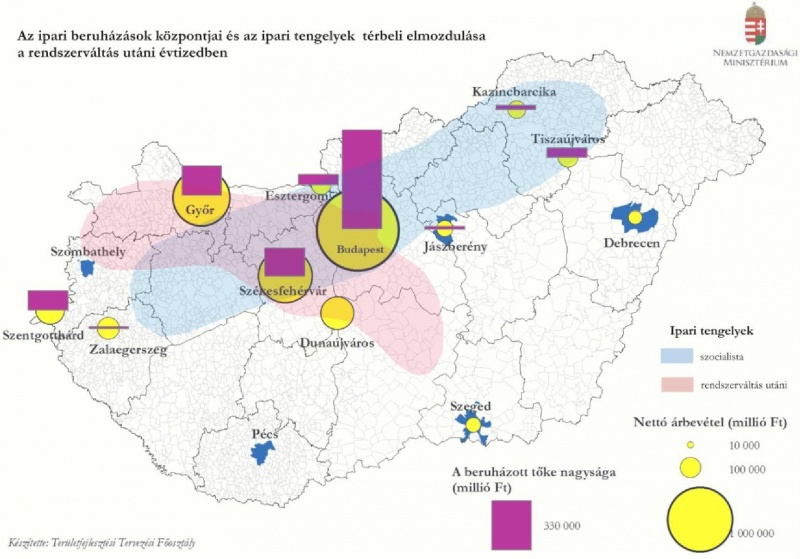 Az ipari beruházások központjai és az ipari tengelyek térbeli elmozdulása
a rendszerváltás utáni évtizedben
NEMZETGAZDASÁGI
MINISZTÉRIUM
Kazincbarcika
Tiszaújváros
Győr
Esztergom
Budapest
Jászberény
Debrecen
Szombathely
Székesfehérvár
Szentgotthárd
Zalaegerszeg
Dunaújváros
Szeged
Pécs
Ipari tengelyek
szocialista
rendszerváltás utáni
Nettó árbevétel (millió Ft)
10 000
100 000
1 000 000
A beruházott tőke nagysága
(millió Ft)
330 000
Készítette: Területfejlesztési Tervezési Főosztály